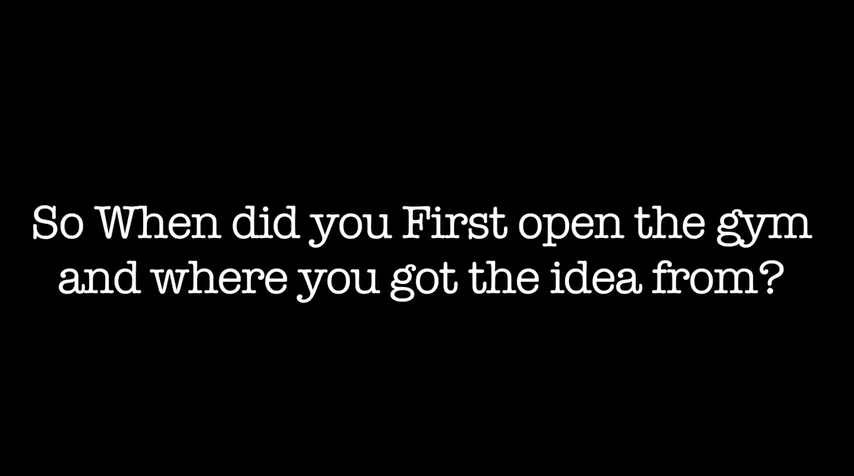 So When did you First open the gym
and where you got the idea from?